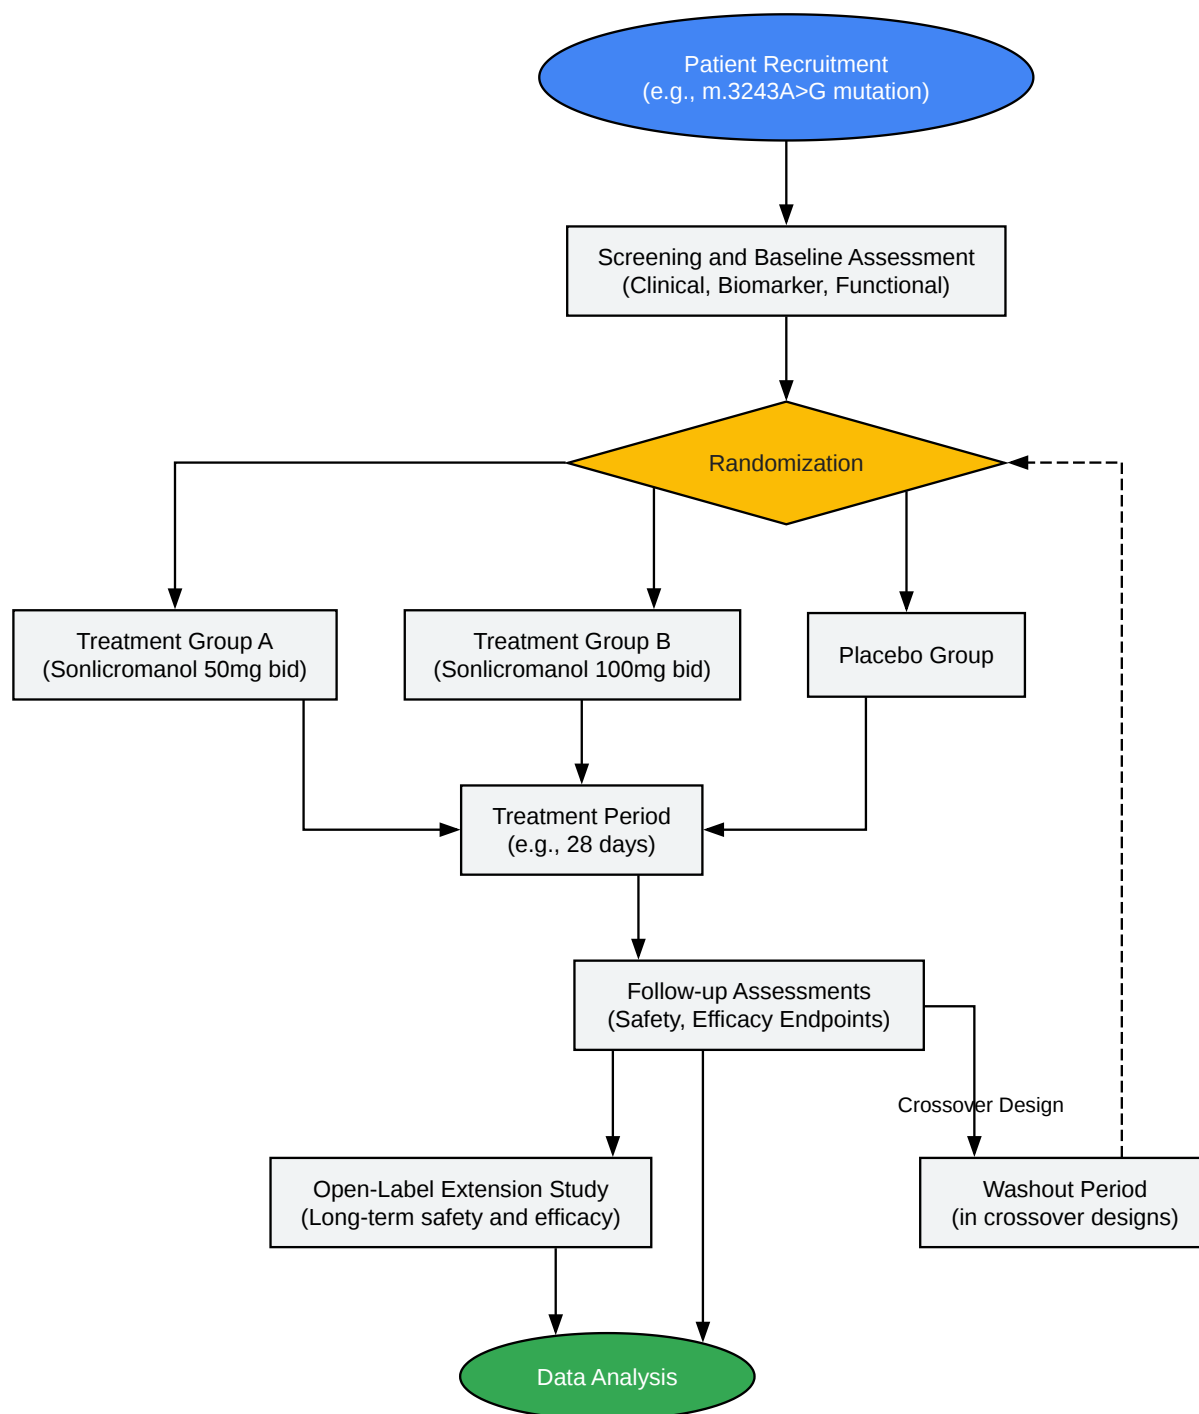 Patient Recruitment
(e.g., m.3243A>G mutation)
Screening and Baseline Assessment
(Clinical, Biomarker, Functional)
Randomization
Treatment Group A
(Sonlicromanol 50mg bid)
Treatment Group B
(Sonlicromanol 100mg bid)
Placebo Group
Treatment Period
(e.g., 28 days)
Follow-up Assessments
(Safety, Efficacy Endpoints)
Crossover Design
Open-Label Extension Study
(Long-term safety and efficacy)
Washout Period
(in crossover designs)
Data Analysis